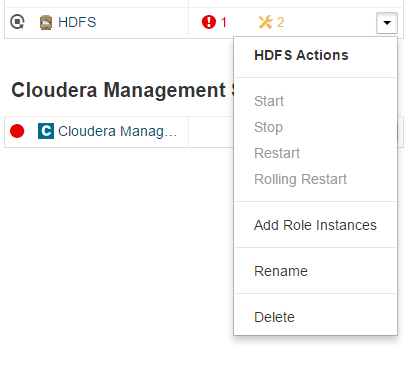 HDFS 1 2
HDFS Actions
Cloudera Management
Start
Stop
Restart
Rolling Restart
C Cloudera Manag...
Add Role Instances
Rename
Delete